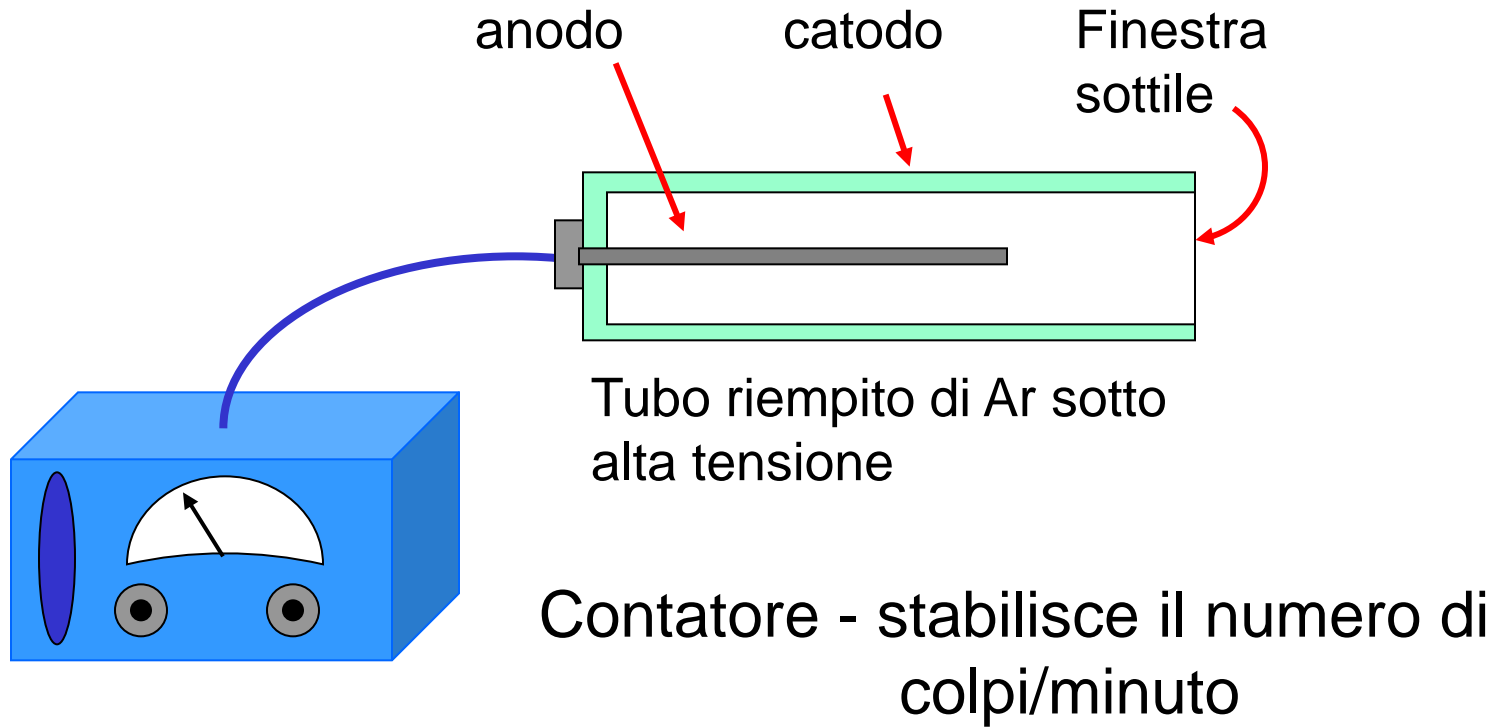 anodo
catodo
Finestra
sottile
Tubo riempito di Ar sotto
alta tensione
Contatore - stabilisce il numero di
colpi/minuto